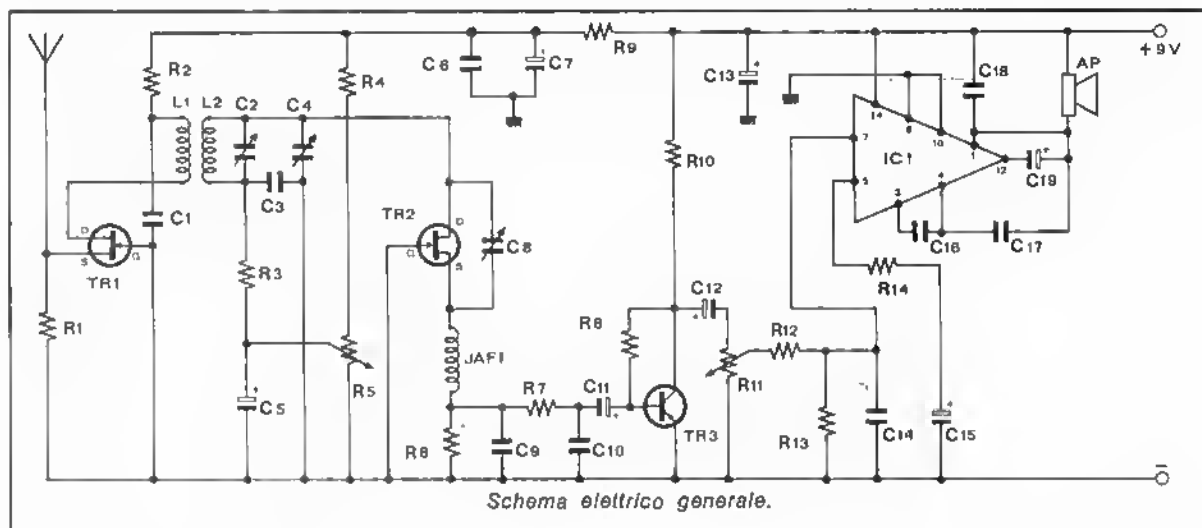 R9
+9V
C6
C7
C13
C18
AP
R2
R4
L1
L2
C2
C4
14
8
10
7
IC1
1
12
R10
C19
5
C3
TR2
D
3
4
C1
D
G
C8
C16
C17
S
G
S
R3
TR1
C12
R14
R1
R8
R12
JAF1
R11
R5
C5
R7
C11
R8
C9
C10
TR3
R13
C14
C15
Schema elettrico generale.